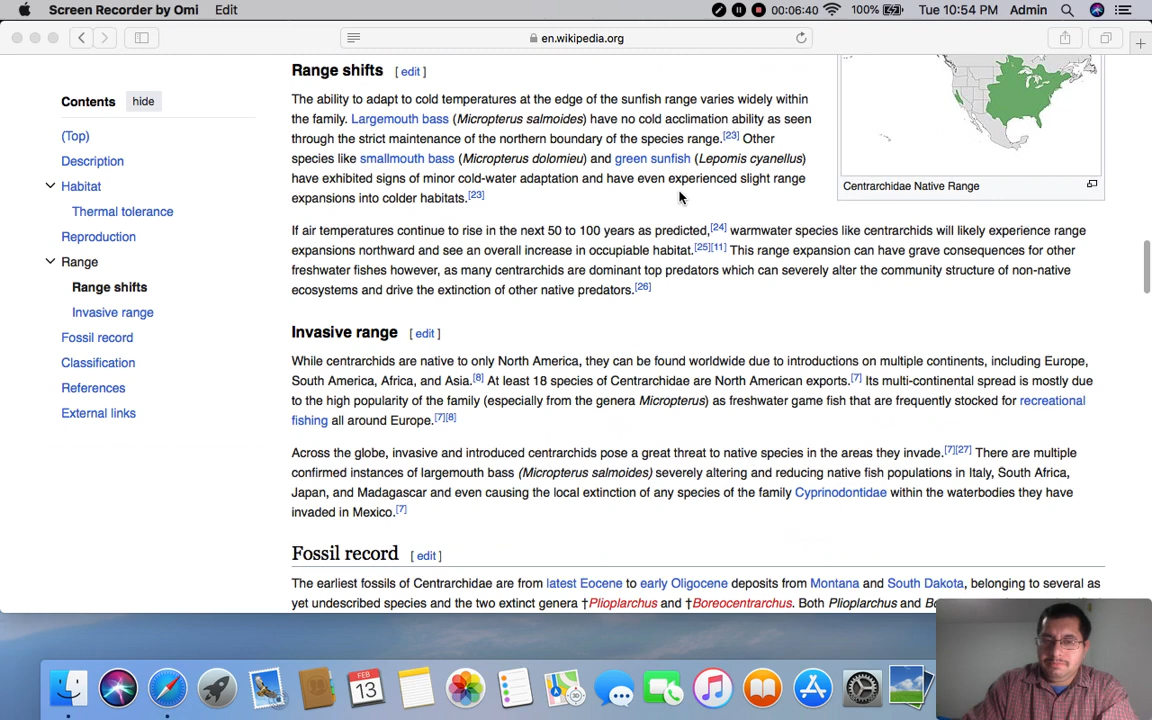 Screen Recorder by Omi Edit 00:06:40 100% Tue 10:54 PM Admin
en.wikipedia.org
Contents hide
(Top)
Description
Habitat
Thermal tolerance
Reproduction
Range
Range shifts
Invasive range
Fossil record
Classification
References
External links
Range shifts [ edit ]
The ability to adapt to cold temperatures at the edge of the sunfish range varies widely within
the family. Largemouth bass (Micropterus salmoides) have no cold acclimation ability as seen
through the strict maintenance of the northern boundary of the species range.[23] Other
species like smallmouth bass (Micropterus dolomieu) and green sunfish (Lepomis cyanellus)
have exhibited signs of minor cold-water adaptation and have even experienced slight range
expansions into colder habitats.[23]
Centrarchidae Native Range
If air temperatures continue to rise in the next 50 to 100 years as predicted,[24] warmwater species like centrarchids will likely experience range
expansions northward and see an overall increase in occupiable habitat.[25][11] This range expansion can have grave consequences for other
freshwater fishes however, as many centrarchids are dominant top predators which can severely alter the community structure of non-native
ecosystems and drive the extinction of other native predators.[26]
Invasive range [ edit ]
While centrarchids are native to only North America, they can be found worldwide due to introductions on multiple continents, including Europe,
South America, Africa, and Asia.[8] At least 18 species of Centrarchidae are North American exports.[7] Its multi-continental spread is mostly due
to the high popularity of the family (especially from the genera Micropterus) as freshwater game fish that are frequently stocked for recreational
fishing all around Europe.[7][8]
Across the globe, invasive and introduced centrarchids pose a great threat to native species in the areas they invade.[7][27] There are multiple
confirmed instances of largemouth bass (Micropterus salmoides) severely altering and reducing native fish populations in Italy, South Africa,
Japan, and Madagascar and even causing the local extinction of any species of the family Cyprinodontidae within the waterbodies they have
invaded in Mexico.[7]
Fossil record [ edit ]
The earliest fossils of Centrarchidae are from latest Eocene to early Oligocene deposits from Montana and South Dakota, belonging to several as
yet undescribed species and the two extinct genera †Plioplarchus and †Boreocentrarchus. Both Plioplarchus and
FEB
13